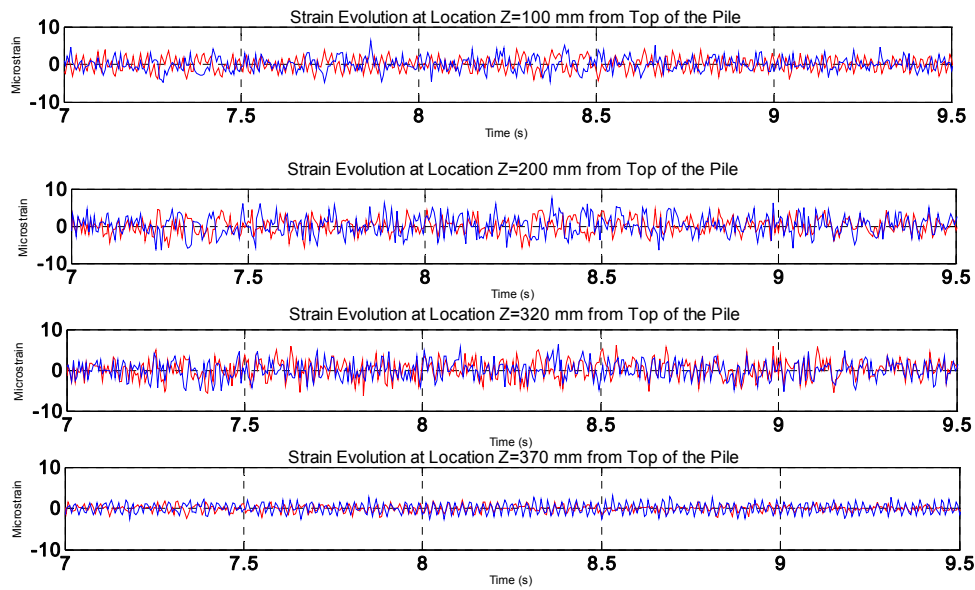 Strain Evolution at Location Z=100 mm from Top of the Pile
10
0
-10
Microstrain
7 7.5 8 8.5 9 9.5
Time (s)
Strain Evolution at Location Z=200 mm from Top of the Pile
10
0
-10
Microstrain
7 7.5 8 8.5 9 9.5
Time (s)
Strain Evolution at Location Z=320 mm from Top of the Pile
10
0
-10
Microstrain
7 7.5 8 8.5 9 9.5
Time (s)
Strain Evolution at Location Z=370 mm from Top of the Pile
10
0
-10
Microstrain
7 7.5 8 8.5 9 9.5
Time (s)